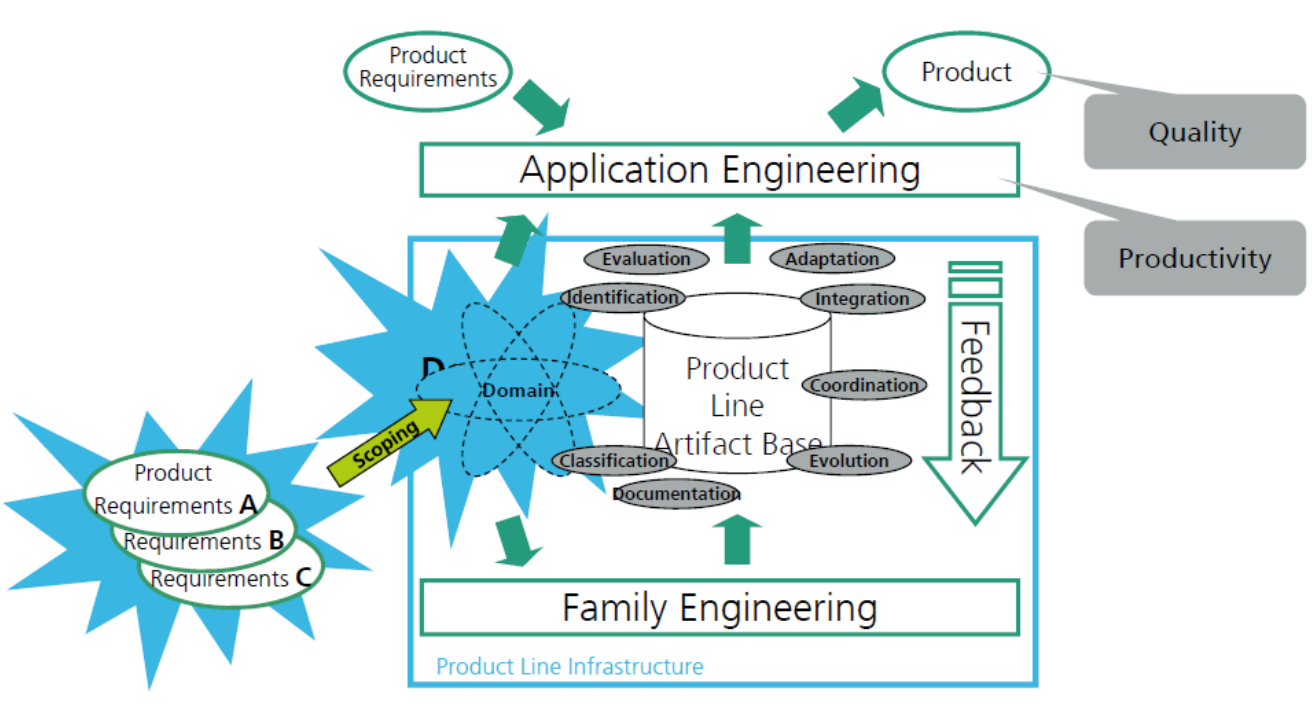 Product
Requirements
Product
Quality
Application Engineering
Productivity
Evaluation
Adaptation
Identification
Integration
Feedback
D
Domain
Product
Line
Artifact Base
Coordination
Scoping
Classification
Evolution
Documentation
Product
Requirements A
Requirements B
Requirements C
Family Engineering
Product Line Infrastructure